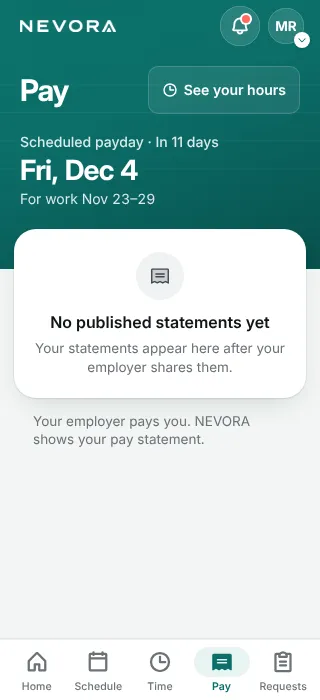 NEVORA
MR
Pay
See your hours
Scheduled payday · In 11 days
Fri, Dec 4
For work Nov 23–29
No published statements yet
Your statements appear here after your
employer shares them.
Your employer pays you. NEVORA
shows your pay statement.
Home
Schedule
Time
Pay
Requests